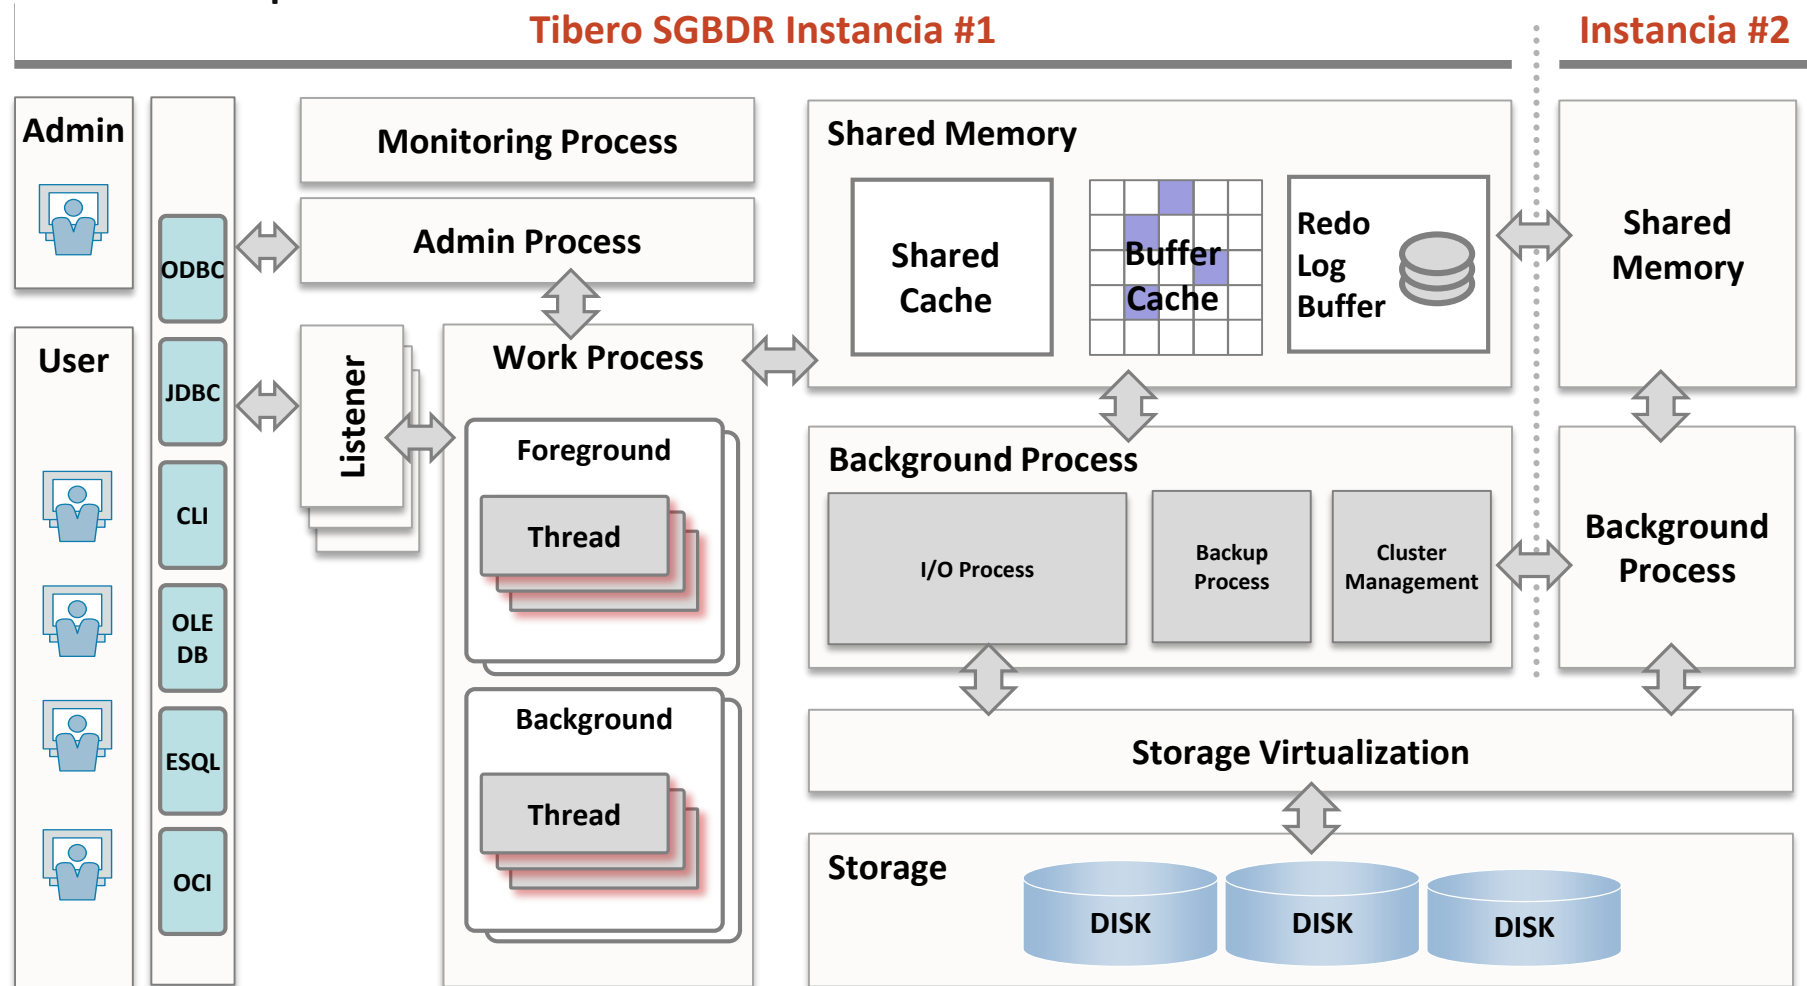 Tibero SGBDR Instancia #1
Instancia #2
Admin
User
ODBC
JDBC
CLI
OLE
DB
ESQL
OCI
Monitoring Process
Admin Process
Listener
Work Process
Foreground
Thread
Background
Thread
Shared Memory
Shared
Cache
Buffer
Cache
Redo
Log
Buffer
Background Process
I/O Process
Backup
Process
Cluster
Management
Shared
Memory
Background
Process
Storage Virtualization
Storage
DISK
DISK
DISK